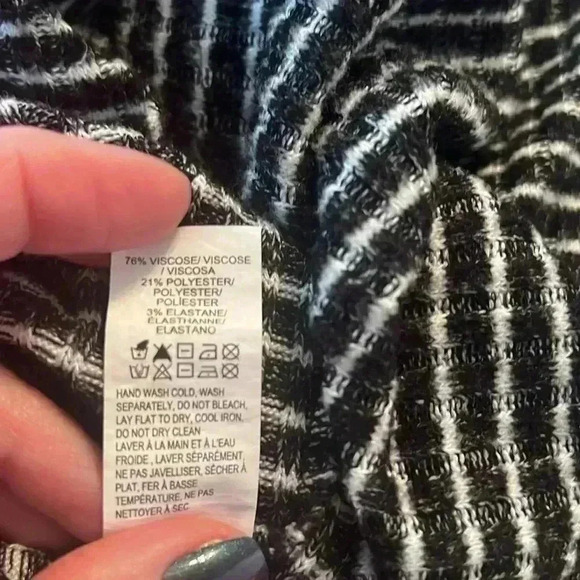 76% VISCOSE/ VISCOSE
/ VISCOSA
21% POLYESTER/
POLYESTER/
POLIÉSTER
3% ELASTANE/
ÉLASTHANNE/
ELASTANO
HAND WASH COLD, WASH
SEPARATELY, DO NOT BLEACH,
LAY FLAT TO DRY, COOL IRON,
DO NOT DRY CLEAN
LAVER À LA MAIN ET À L'EAU
FROIDE, LAVER SÉPARÉMENT,
NE PAS JAVELLISER, SÉCHER À
PLAT, FER À BASSE
TEMPÉRATURE, NE PAS
NETTOYER À SEC